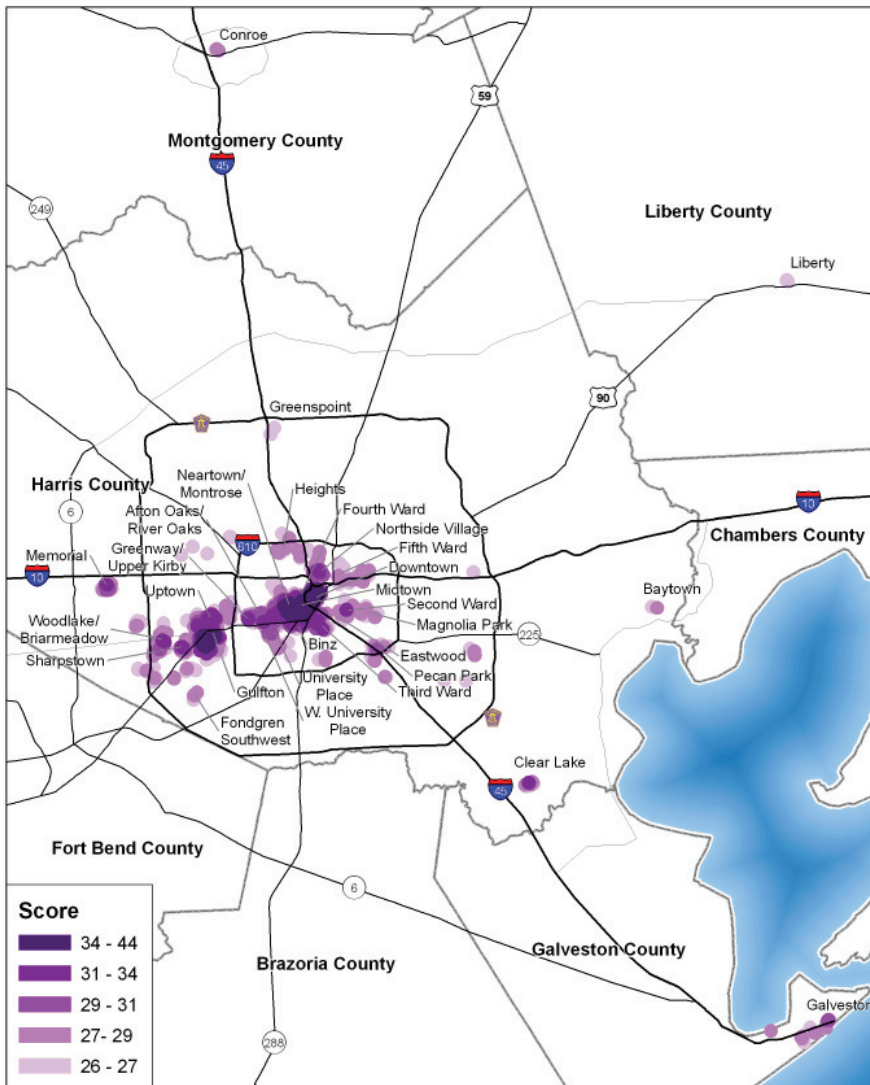 Conroe
59
Montgomery County
45
249
Liberty County
Liberty
90
Greenspoint
Neartown/
Montrose
Heights
Harris County
6
Afton Oaks/
River Oaks
610
Fourth Ward
Northside Village
10
Chambers County
Greenway/
Upper Kirby
Fifth Ward
Memorial
10
Downtown
Uptown
Midtown
Baytown
Second Ward
Woodlake/
Briarmeadow
Magnolia Park
225
Sharpstown
Binz
Eastwood
University
Place
Pecan Park
Gulfton
Third Ward
W. University
Place
Fondgren
Southwest
Clear Lake
45
Fort Bend County
6
Score
34 - 44
31 - 34
29 - 31
27- 29
26 - 27
Galveston County
Brazoria County
Galveston
288